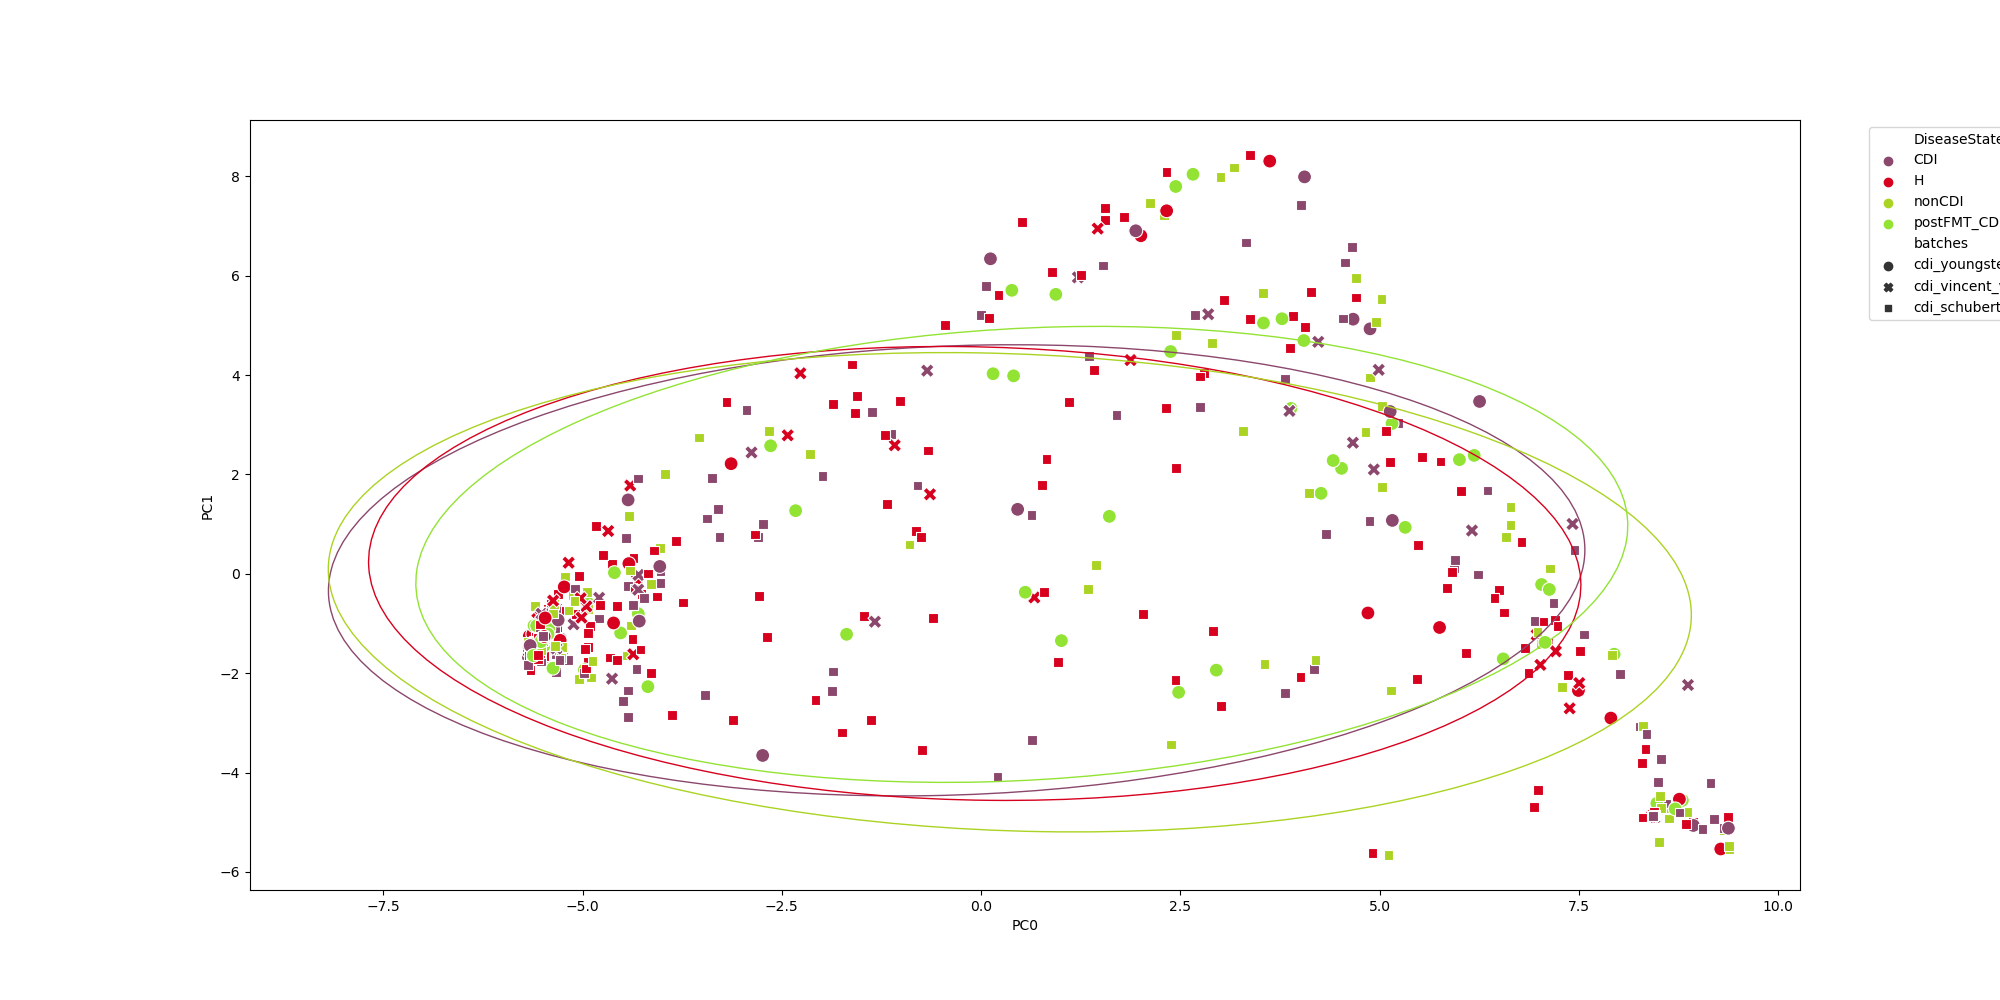 DiseaseState
CDI
H
nonCDI
postFMT_CD
batches
cdi_youngste
cdi_vincent_
cdi_schubert
8
6
4
2
0
−2
−4
−6
PC1
−7.5
−5.0
−2.5
0.0
2.5
5.0
7.5
10.0
PC0